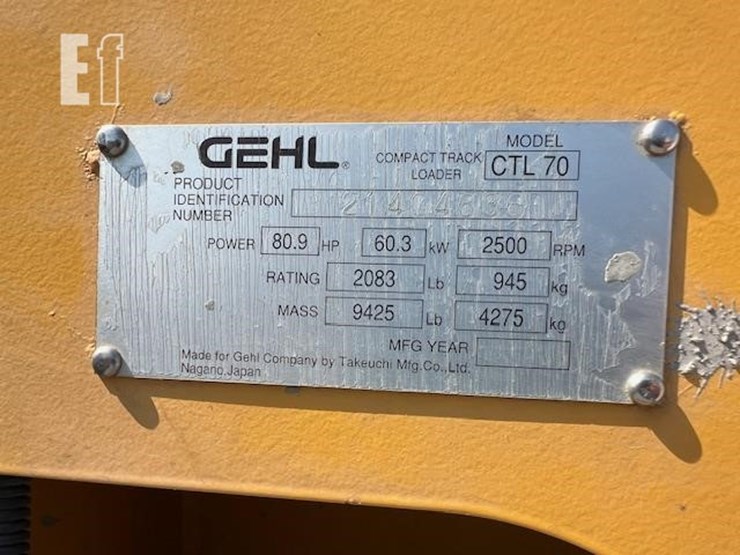 Ef
GEHL®
COMPACT TRACK LOADER
MODEL
CTL 70
PRODUCT
IDENTIFICATION
NUMBER
POWER 80.9 HP 60.3 kW 2500 RPM
RATING 2083 Lb 945 kg
MASS 9425 Lb 4275 kg
MFG YEAR
Made for Gehl Company by Takeuchi Mfg.Co.,Ltd.
Nagano,Japan